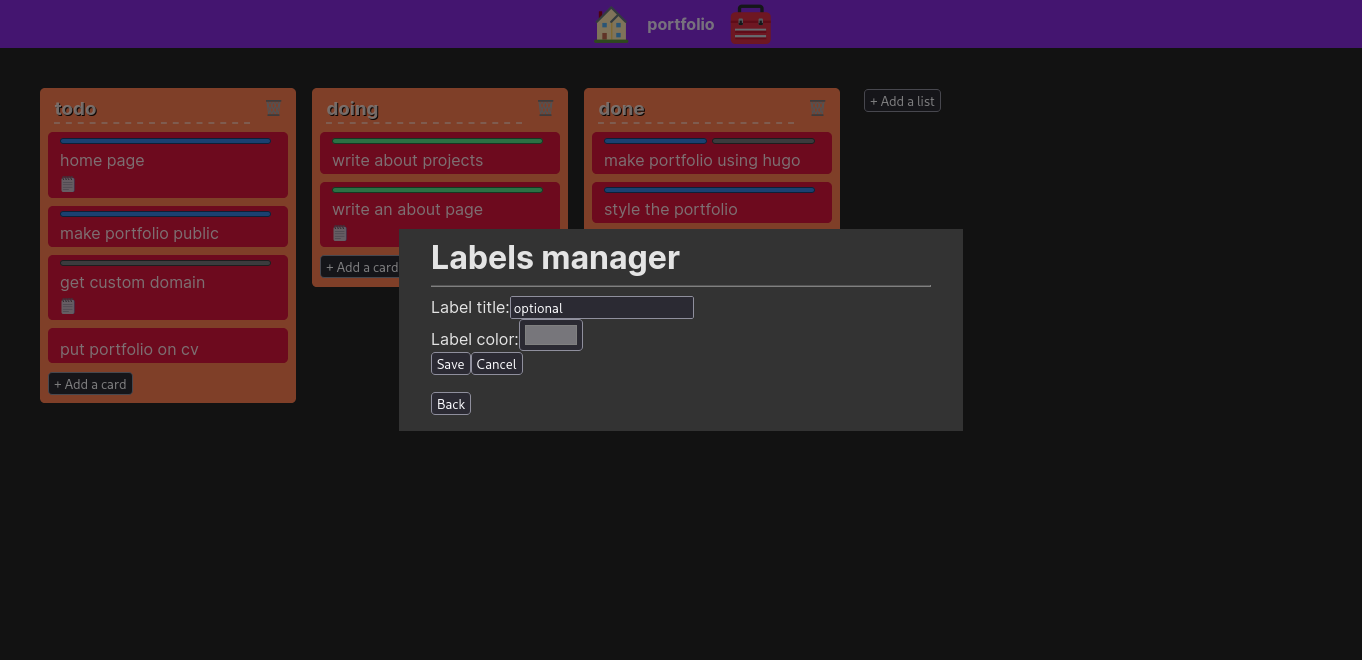 portfolio
todo
home page
make portfolio public
get custom domain
put portfolio on cv
+ Add a card
doing
write about projects
write an about page
+ Add a card
done
make portfolio using hugo
style the portfolio
+ Add a list
Labels manager
Label title: optional
Label color:
Save Cancel
Back